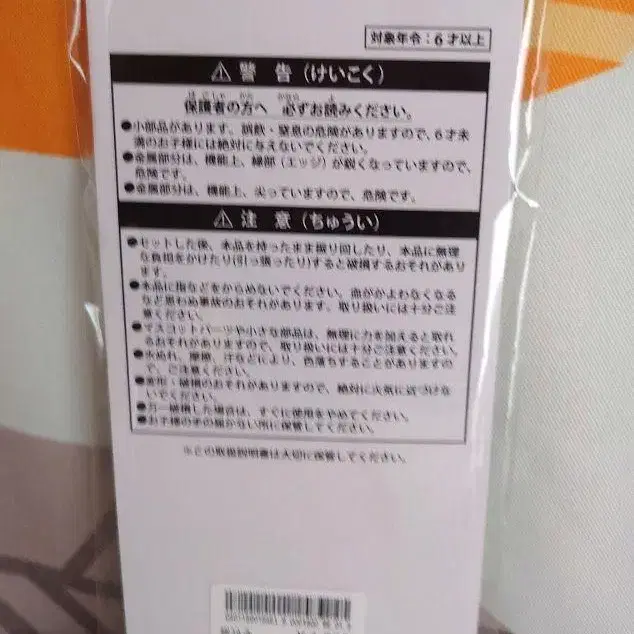 対象年令：6才以上
⚠ 警告（けいこく）
保護者の方へ 必ずお読みください。
●小部品があります。誤飲・窒息の危険がありますので、6才未
満のお子様には絶対に与えないでください。
●金属部分は、機能上、縁部（エッジ）が鋭くなっていますので、
危険です。
●金属部分は、機能上、尖っていますので、危険です。
⚠ 注意（ちゅうい）
●セットした後、本品を持ったまま振り回したり、本品に無理
な負担をかけたり(引っ張ったり)すると破損するおそれがあり
ます。
●本品に指などをからめないでください。血がかよわなくなる
など思わぬ事故のおそれがあります。取り扱いには十分ご注
意ください。
●マスコットパーツや小さな部品は、無理に力を加えると取れ
るおそれがありますので、取り扱いには十分ご注意ください。
●水ぬれ、摩擦、汗などにより、色落ちすることがありますの
で、ご注意ください。
●変形・破損のおそれがありますので、絶対に火気に近づけな
いでください。
●万一破損した場合は、すぐに使用をやめてください。
●お子様の手の届かない所に保管してください。
※この取扱説明書は大切に保管してください。